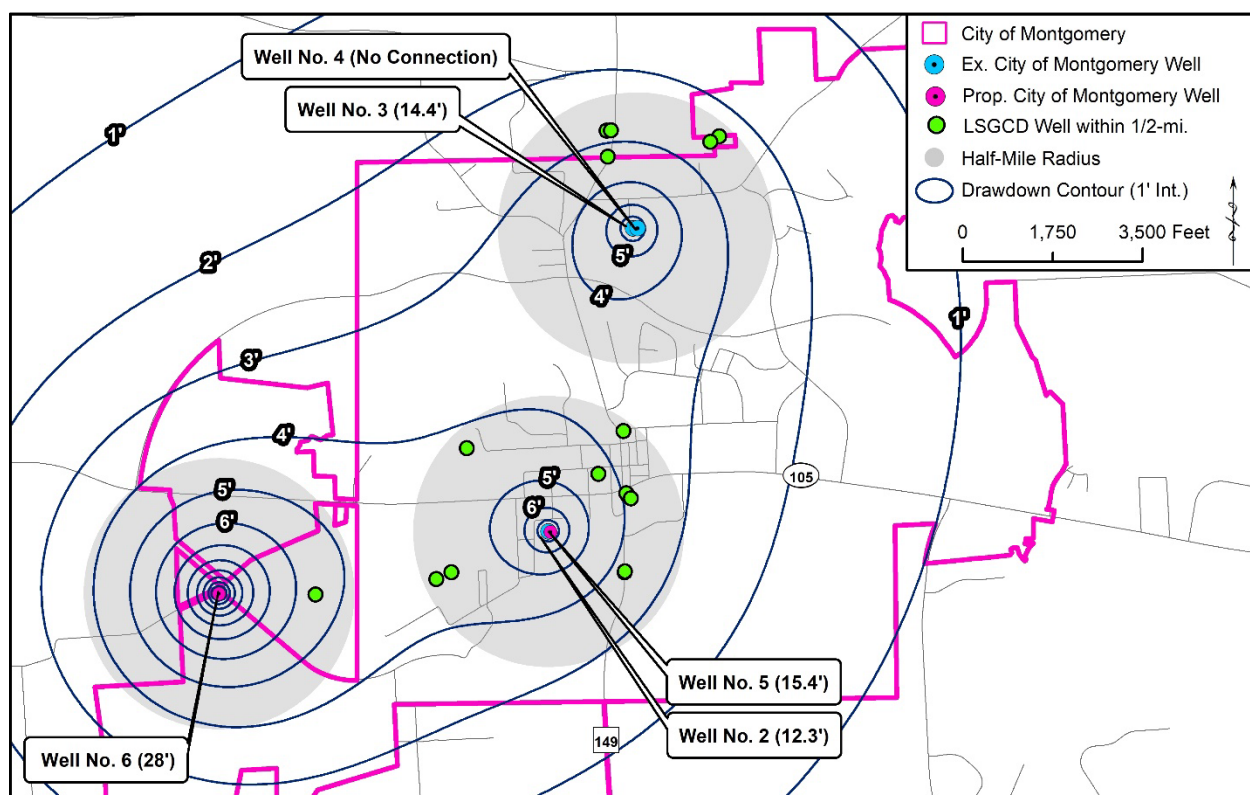 Well No. 4 (No Connection)
Well No. 3 (14.4')
City of Montgomery
Ex. City of Montgomery Well
Prop. City of Montgomery Well
LSGCD Well within 1/2-mi.
Half-Mile Radius
Drawdown Contour (1' Int.)
0 1,750 3,500 Feet
1'
2'
3'
4'
5'
6'
5'
4'
1'
5'
6'
105
Well No. 5 (15.4')
Well No. 2 (12.3')
149
Well No. 6 (28')